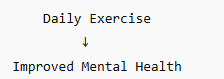 Daily Exercise
↓
Improved Mental Health